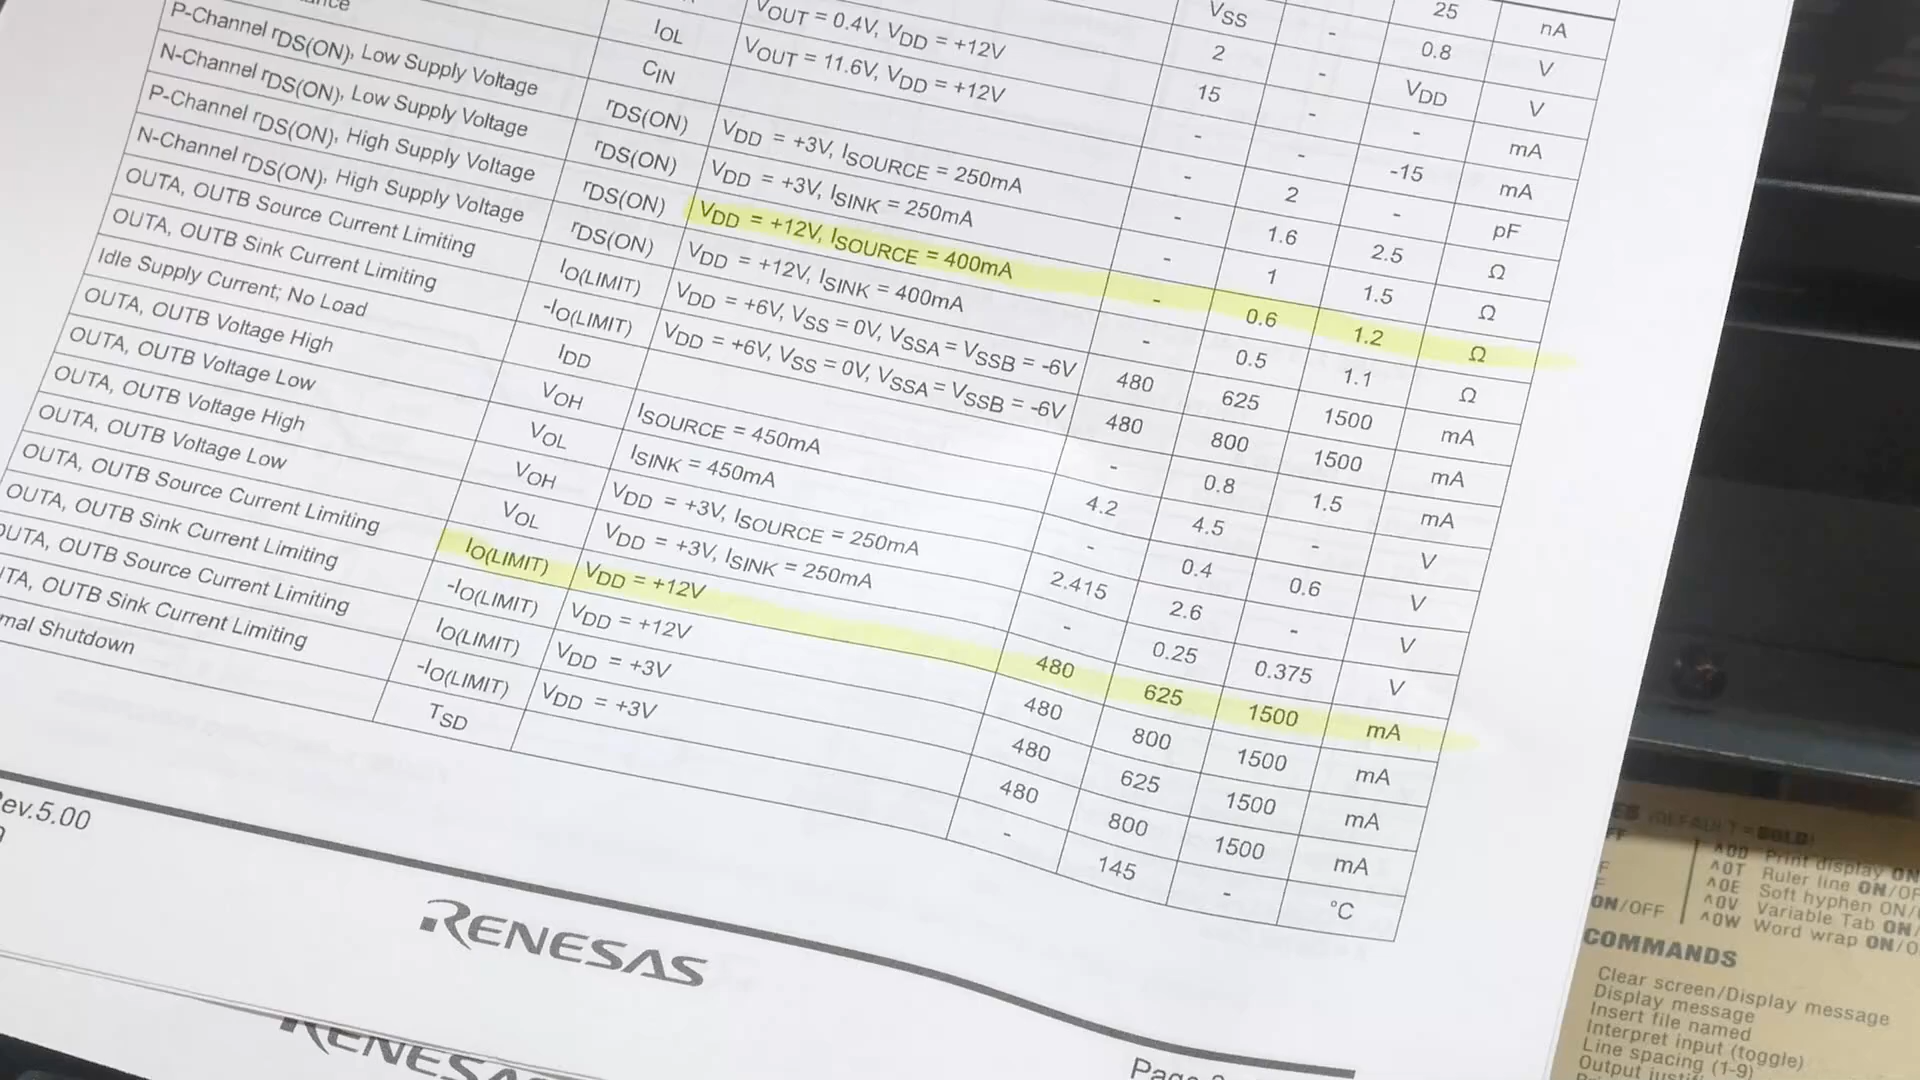 25 nA
VSS - 0.8 V
2 - VDD V
VOUT = 0.4V, VDD = +12V 15 - - mA
IOL VOUT = 11.6V, VDD = +12V - - -15 mA
CIN - 2 - pF
P-Channel rDS(ON), Low Supply Voltage rDS(ON) VDD = +3V, ISOURCE = 250mA - 1.6 2.5 Ω
N-Channel rDS(ON), Low Supply Voltage rDS(ON) VDD = +3V, ISINK = 250mA - 1 1.5 Ω
P-Channel rDS(ON), High Supply Voltage rDS(ON) VDD = +12V, ISOURCE = 400mA - 0.6 1.2 Ω
N-Channel rDS(ON), High Supply Voltage rDS(ON) VDD = +12V, ISINK = 400mA - 0.5 1.1 Ω
OUTA, OUTB Source Current Limiting IO(LIMIT) VDD = +6V, VSS = 0V, VSSA = VSSB = -6V 480 625 1500 mA
OUTA, OUTB Sink Current Limiting -IO(LIMIT) VDD = +6V, VSS = 0V, VSSA = VSSB = -6V 480 800 1500 mA
Idle Supply Current; No Load IDD - 0.8 1.5 mA
OUTA, OUTB Voltage High VOH ISOURCE = 450mA 4.2 4.5 - V
OUTA, OUTB Voltage Low VOL ISINK = 450mA - 0.4 0.6 V
OUTA, OUTB Voltage High VOH VDD = +3V, ISOURCE = 250mA 2.415 2.6 - V
OUTA, OUTB Voltage Low VOL VDD = +3V, ISINK = 250mA - 0.25 0.375 V
OUTA, OUTB Source Current Limiting IO(LIMIT) VDD = +12V 480 625 1500 mA
OUTA, OUTB Sink Current Limiting -IO(LIMIT) VDD = +12V 480 800 1500 mA
OUTA, OUTB Source Current Limiting IO(LIMIT) VDD = +3V 480 625 1500 mA
TA, OUTB Sink Current Limiting -IO(LIMIT) VDD = +3V 480 800 1500 mA
mal Shutdown TSD - 145 - °C
ev.5.00
RENESAS
RENESAS
Page
(DEFAULT = BOLD)
^OD Print display ON
^OT Ruler line ON/OF
^OE Soft hyphen ON/
ON/OFF ^OV Variable Tab ON/
^OW Word wrap ON/O
COMMANDS
Clear screen/Display message
Display message
Insert file named
Interpret input (toggle)
Line spacing (1-9)
Output justif